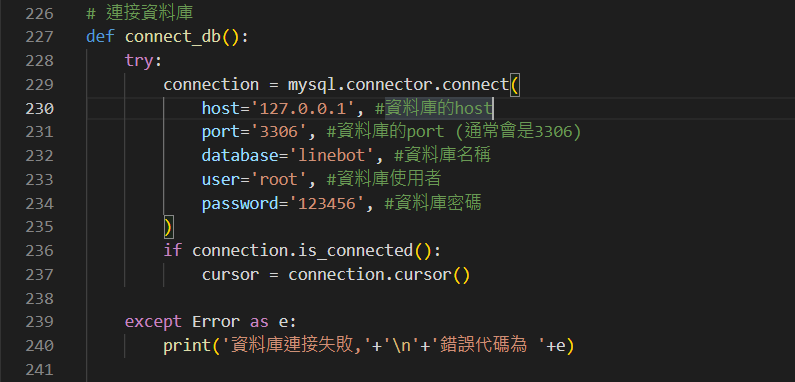 226 # 連接資料庫
227 def connect_db():
228     try:
229         connection = mysql.connector.connect(
230             host='127.0.0.1', #資料庫的host
231             port='3306', #資料庫的port (通常會是3306)
232             database='linebot', #資料庫名稱
233             user='root', #資料庫使用者
234             password='123456', #資料庫密碼
235         )
236         if connection.is_connected():
237             cursor = connection.cursor()
238
239     except Error as e:
240         print('資料庫連接失敗,'+'\n'+'錯誤代碼為 '+e)
241